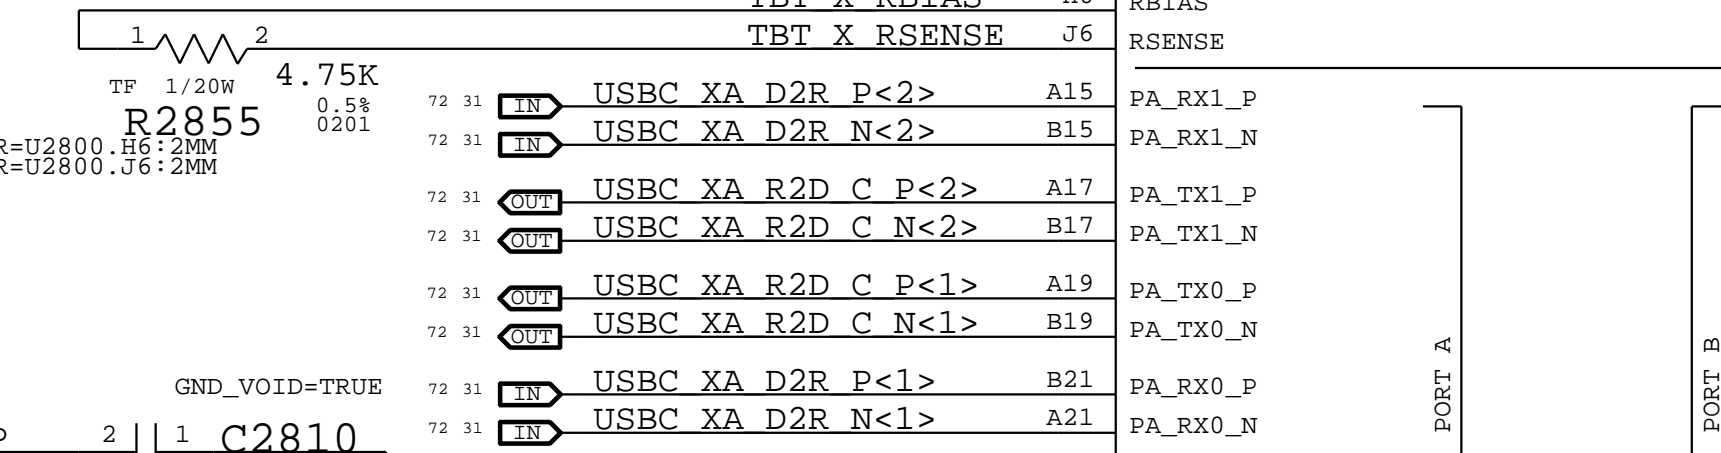 TBT_X_RBIAS H6 RBIAS
1 2 TBT_X_RSENSE J6 RSENSE
TF 1/20W 4.75K
0.5%
R2855 0201
R=U2800.H6:2MM
R=U2800.J6:2MM
72 31 IN USBC_XA_D2R_P<2> A15 PA_RX1_P
72 31 IN USBC_XA_D2R_N<2> B15 PA_RX1_N
72 31 OUT USBC_XA_R2D_C_P<2> A17 PA_TX1_P
72 31 OUT USBC_XA_R2D_C_N<2> B17 PA_TX1_N
72 31 OUT USBC_XA_R2D_C_P<1> A19 PA_TX0_P
72 31 OUT USBC_XA_R2D_C_N<1> B19 PA_TX0_N
GND_VOID=TRUE
72 31 IN USBC_XA_D2R_P<1> B21 PA_RX0_P
72 31 IN USBC_XA_D2R_N<1> A21 PA_RX0_N
2 1 C2810
PORT A
PORT B